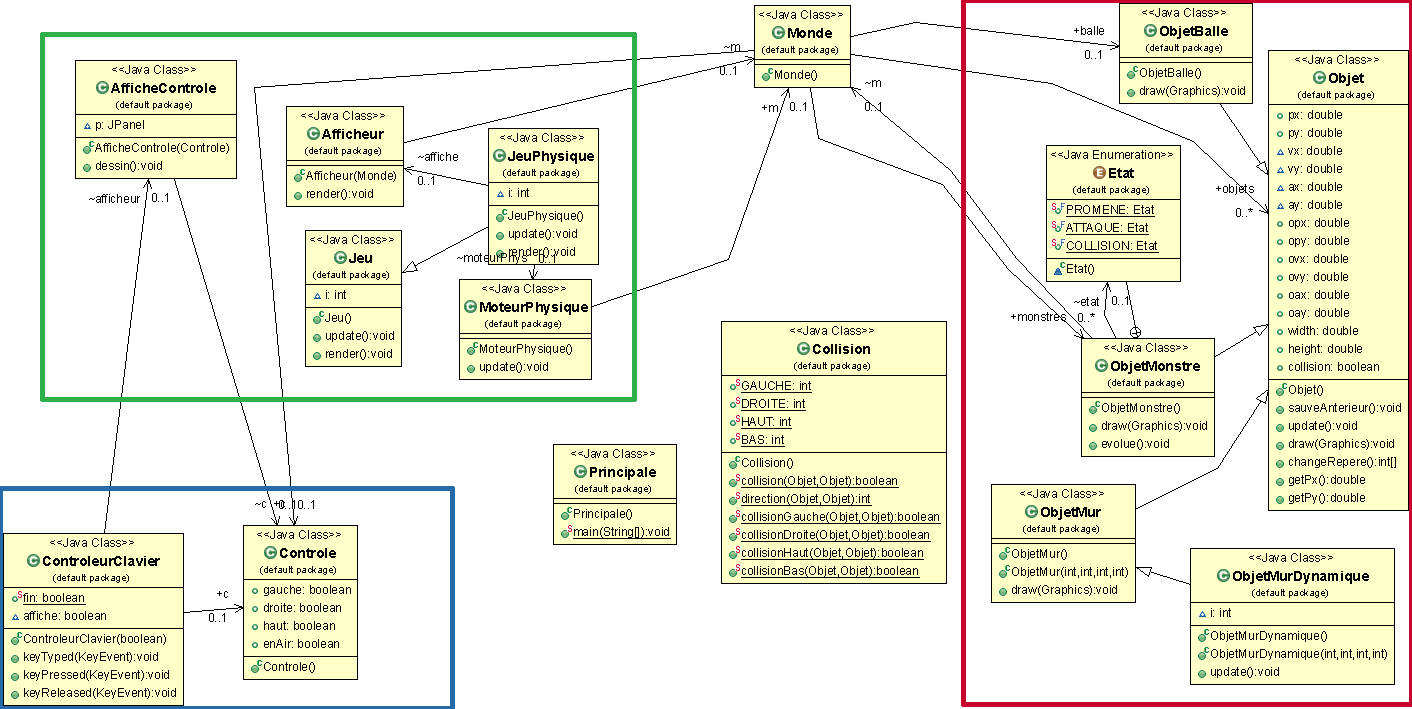 <<Java Class>>
AfficheControle
(default package)
p: JPanel
AfficheControle(Controle)
dessin():void
~afficheur
0..1
<<Java Class>>
Afficheur
(default package)
Afficheur(Monde)
render():void
~affiche
0..1
<<Java Class>>
JeuPhysique
(default package)
i: int
JeuPhysique()
update():void
render():void
~moteurPhys
0..1
<<Java Class>>
Jeu
(default package)
i: int
Jeu()
update():void
render():void
<<Java Class>>
MoteurPhysique
(default package)
MoteurPhysique()
update():void
<<Java Class>>
Monde
(default package)
Monde()
~m
0..1
+m
0..1
~m
0..1
+balle
0..1
+objets
0..*
+monstres
0..*
<<Java Class>>
ObjetBalle
(default package)
ObjetBalle()
draw(Graphics):void
<<Java Class>>
Objet
(default package)
px: double
py: double
vx: double
vy: double
ax: double
ay: double
opx: double
opy: double
ovx: double
ovy: double
oax: double
oay: double
width: double
height: double
collision: boolean
Objet()
sauveAnterieur():void
update():void
draw(Graphics):void
changeRepere():int[]
getPx():double
getPy():double
<<Java Enumeration>>
Etat
(default package)
PROMENE: Etat
ATTAQUE: Etat
COLLISION: Etat
Etat()
~etat
0..1
<<Java Class>>
ObjetMonstre
(default package)
ObjetMonstre()
draw(Graphics):void
evolue():void
<<Java Class>>
Collision
(default package)
GAUCHE: int
DROITE: int
HAUT: int
BAS: int
Collision()
collision(Objet,Objet):boolean
direction(Objet,Objet):int
collisionGauche(Objet,Objet):boolean
collisionDroite(Objet,Objet):boolean
collisionHaut(Objet,Objet):boolean
collisionBas(Objet,Objet):boolean
<<Java Class>>
Principale
(default package)
Principale()
main(String[]):void
<<Java Class>>
ObjetMur
(default package)
ObjetMur()
ObjetMur(int,int,int,int)
draw(Graphics):void
<<Java Class>>
ObjetMurDynamique
(default package)
i: int
ObjetMurDynamique()
ObjetMurDynamique(int,int,int,int)
update():void
<<Java Class>>
ControleurClavier
(default package)
fin: boolean
affiche: boolean
ControleurClavier(boolean)
keyTyped(KeyEvent):void
keyPressed(KeyEvent):void
keyReleased(KeyEvent):void
+c
0..1
~c
0..1
<<Java Class>>
Controle
(default package)
gauche: boolean
droite: boolean
haut: boolean
enAir: boolean
Controle()